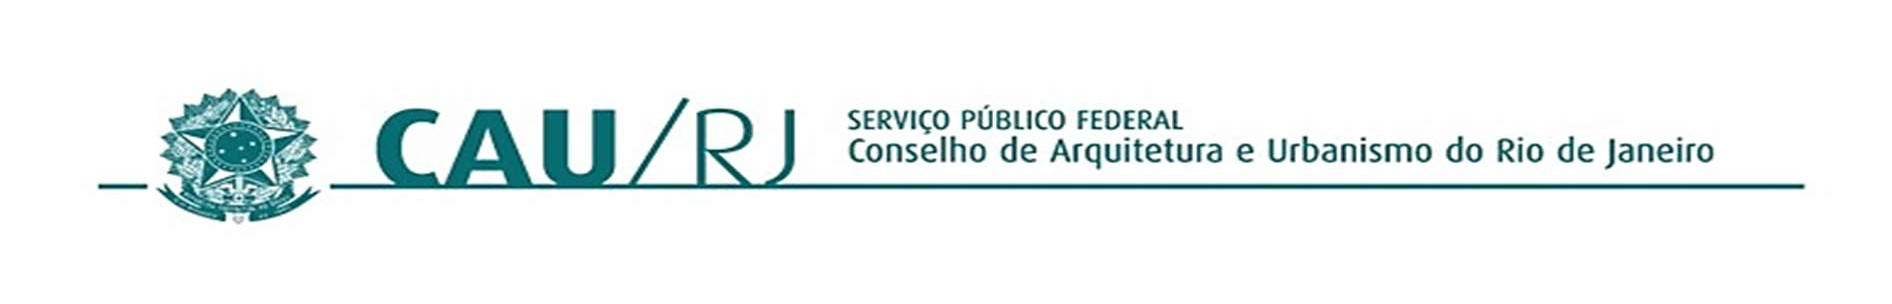 CAU/RJ
SERVIÇO PÚBLICO FEDERAL
Conselho de Arquitetura e Urbanismo do Rio de Janeiro